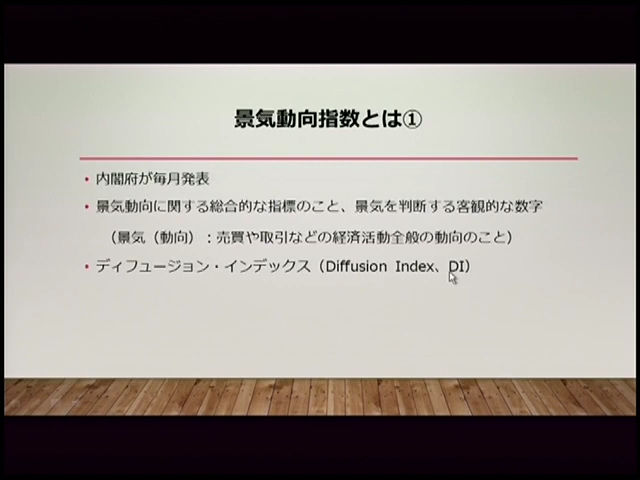 景気動向指数とは①
• 内閣府が毎月発表
• 景気動向に関する総合的な指標のこと、景気を判断する客観的な数字
（景気（動向）：売買や取引などの経済活動全般の動向のこと）
• ディフュージョン・インデックス（Diffusion Index、DI）